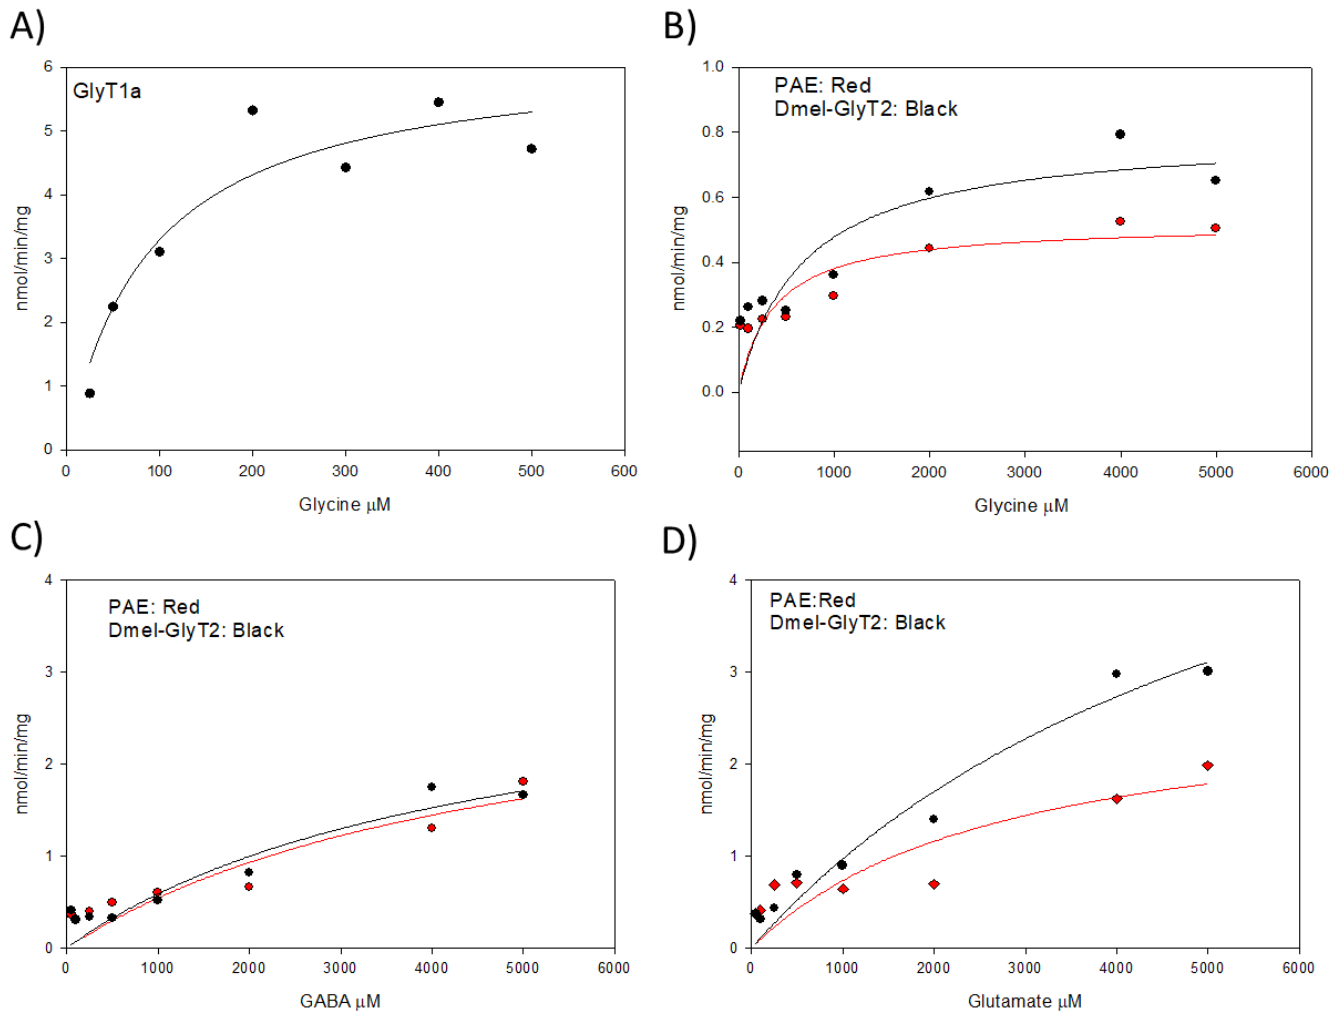 A)
GlyT1a
nmol/min/mg
6
5
4
3
2
1
0
0 100 200 300 400 500 600
Glycine μM
B)
PAE: Red
Dmel-GlyT2: Black
nmol/min/mg
1.0
0.8
0.6
0.4
0.2
0.0
0 1000 2000 3000 4000 5000 6000
Glycine μM
C)
PAE: Red
Dmel-GlyT2: Black
nmol/min/mg
4
3
2
1
0
0 1000 2000 3000 4000 5000 6000
GABA μM
D)
PAE:Red
Dmel-GlyT2: Black
nmol/min/mg
4
3
2
1
0
0 1000 2000 3000 4000 5000 6000
Glutamate μM